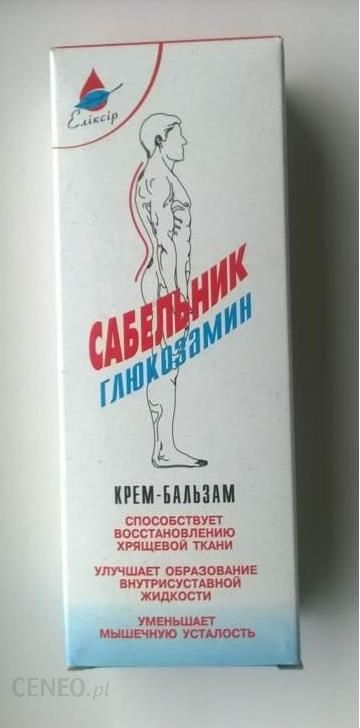 Еліксір
САБЕЛЬНИК
ГЛЮКОЗАМИН
КРЕМ-БАЛЬЗАМ
СПОСОБСТВУЕТ
ВОССТАНОВЛЕНИЮ
ХРЯЩЕВОЙ ТКАНИ
УЛУЧШАЕТ ОБРАЗОВАНИЕ
ВНУТРИСУСТАВНОЙ
ЖИДКОСТИ
УМЕНЬШАЕТ
МЫШЕЧНУЮ УСТАЛОСТЬ
CENEO.pl